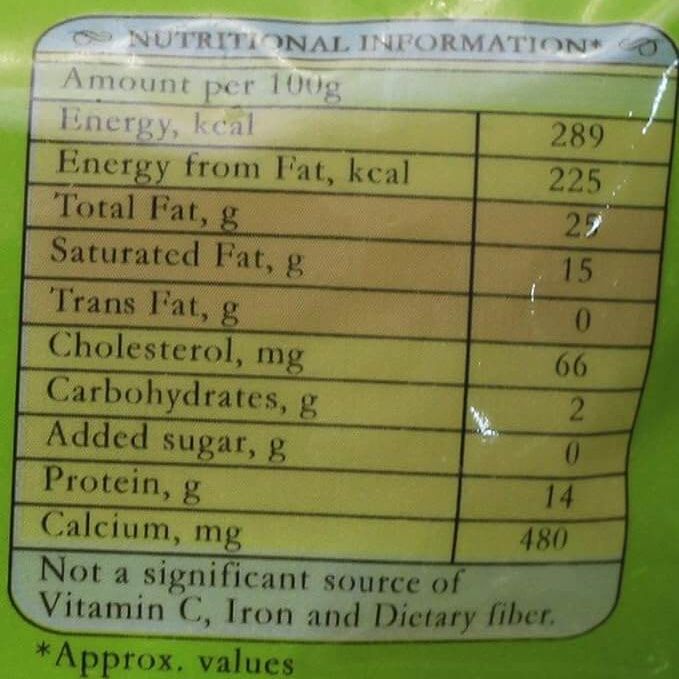 NUTRITIONAL INFORMATION*
Amount per 100g
Energy, kcal 289
Energy from Fat, kcal 225
Total Fat, g 25
Saturated Fat, g 15
Trans Fat, g 0
Cholesterol, mg 66
Carbohydrates, g 2
Added sugar, g 0
Protein, g 14
Calcium, mg 480
Not a significant source of
Vitamin C, Iron and Dietary fiber.
*Approx. values